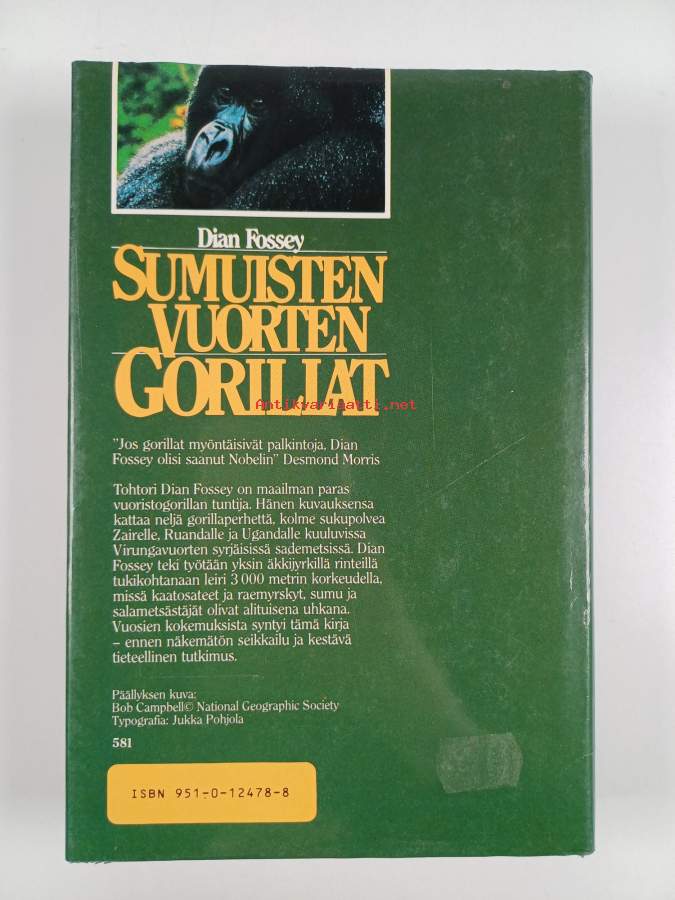 Dian Fossey
SUMUISTEN
VUORTEN
GORILLAT
Antikvariaatti.net
"Jos gorillat myöntäisivät palkintoja, Dian
Fossey olisi saanut Nobelin" Desmond Morris
Tohtori Dian Fossey on maailman paras
vuoristogorillan tuntija. Hänen kuvauksensa
kattaa neljä gorillaperhettä, kolme sukupolvea
Zairelle, Ruandalle ja Ugandalle kuuluvissa
Virungavuorten syrjäisissä sademetsissä. Dian
Fossey teki työtään yksin äkkijyrkillä rinteillä
tukikohtanaan leiri 3 000 metrin korkeudella,
missä kaatosateet ja raemyrskyt, sumu ja
salametsästäjät olivat alituisena uhkana.
Vuosien kokemuksista syntyi tämä kirja
– ennen näkemätön seikkailu ja kestävä
tieteellinen tutkimus.
Päällyksen kuva:
Bob Campbell© National Geographic Society
Typografia: Jukka Pohjola
581
ISBN 951-0-12478-8